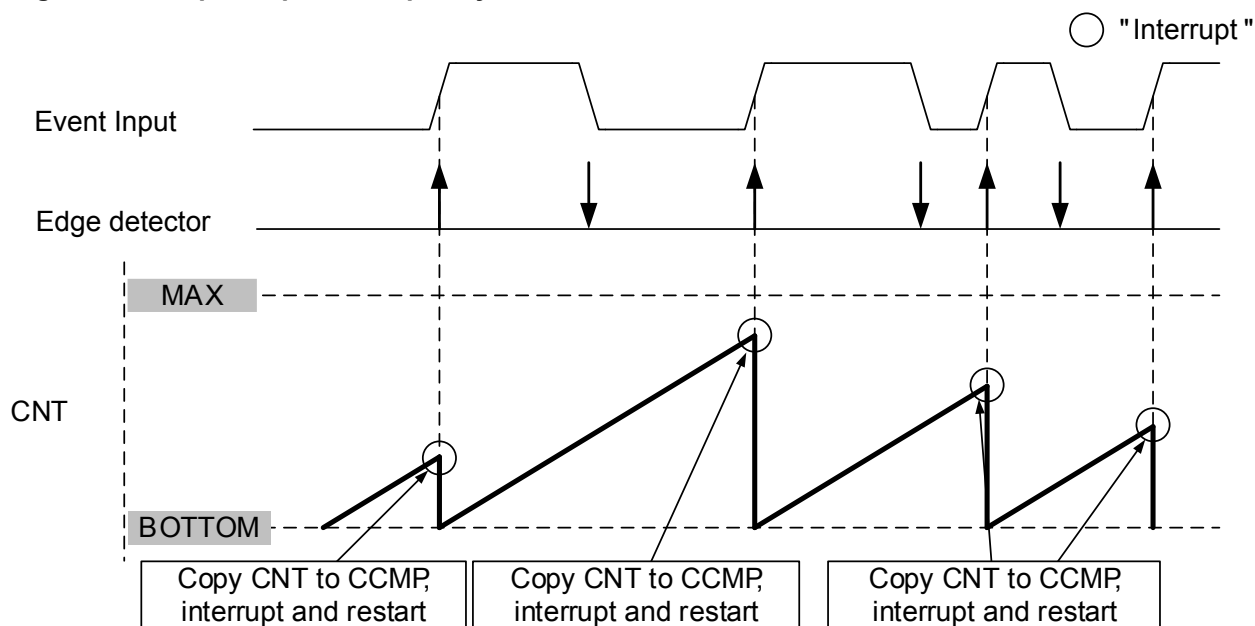 "Interrupt"
Event Input
Edge detector
MAX
CNT
BOTTOM
Copy CNT to CCMP,
interrupt and restart
Copy CNT to CCMP,
interrupt and restart
Copy CNT to CCMP,
interrupt and restart